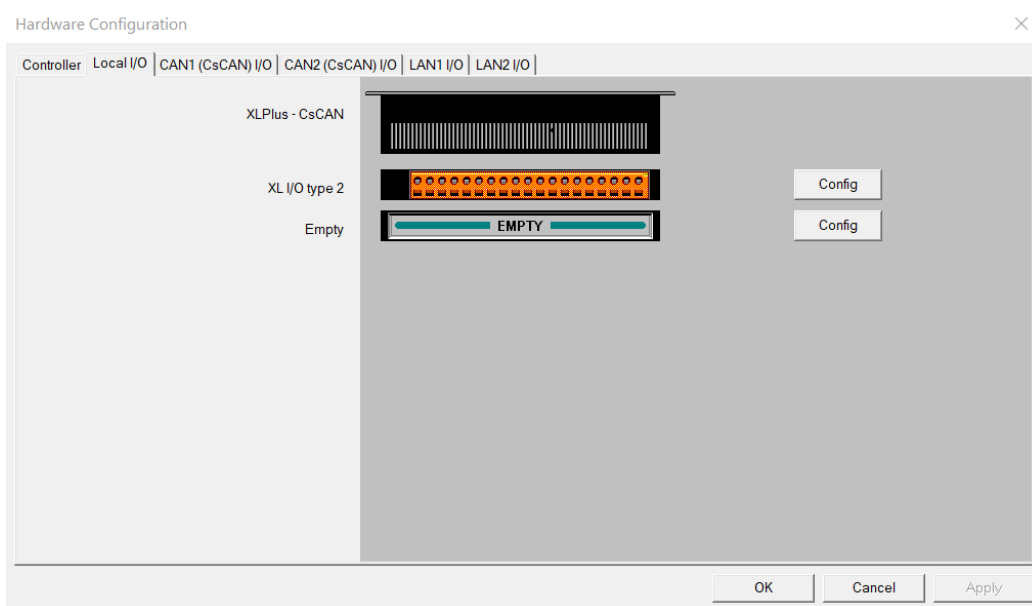 Hardware Configuration
Controller Local I/O CAN1 (CsCAN) I/O CAN2 (CsCAN) I/O LAN1 I/O LAN2 I/O
XLPlus - CsCAN
XL I/O type 2 Config
Empty EMPTY Config
OK Cancel Apply